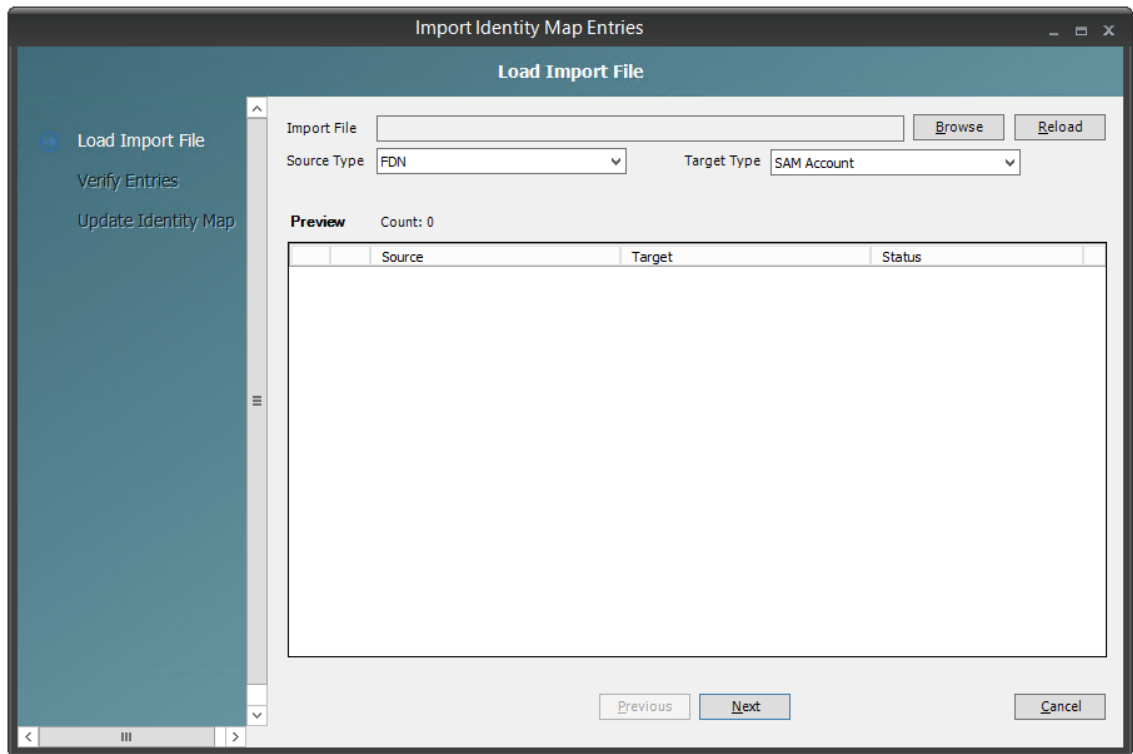 Import Identity Map Entries
Load Import File
Load Import File
Verify Entries
Update Identity Map
Import File Browse Reload
Source Type FDN Target Type SAM Account
Preview Count: 0
Source Target Status
Previous Next Cancel